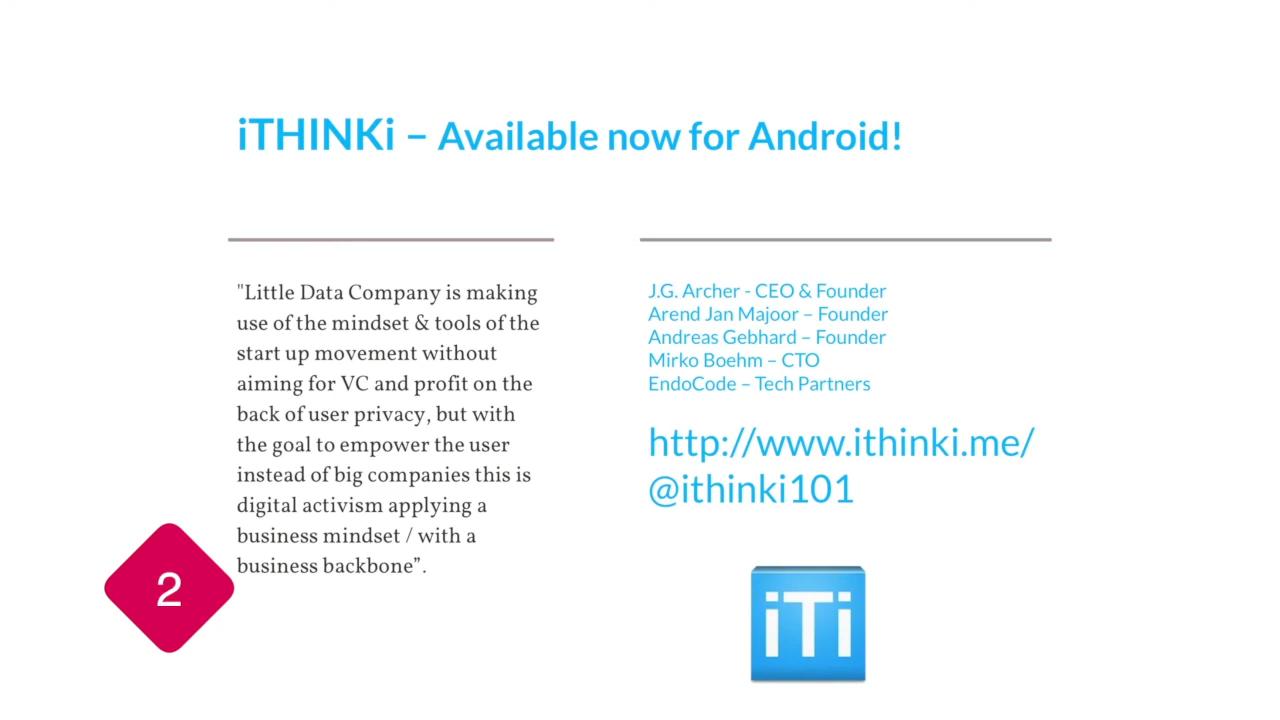 iTHINKi – Available now for Android!
"Little Data Company is making
use of the mindset & tools of the
start up movement without
aiming for VC and profit on the
back of user privacy, but with
the goal to empower the user
instead of big companies this is
digital activism applying a
business mindset / with a
business backbone”.
J.G. Archer - CEO & Founder
Arend Jan Majoor – Founder
Andreas Gebhard – Founder
Mirko Boehm – CTO
EndoCode – Tech Partners
http://www.ithinki.me/
@ithinki101
2
iTi